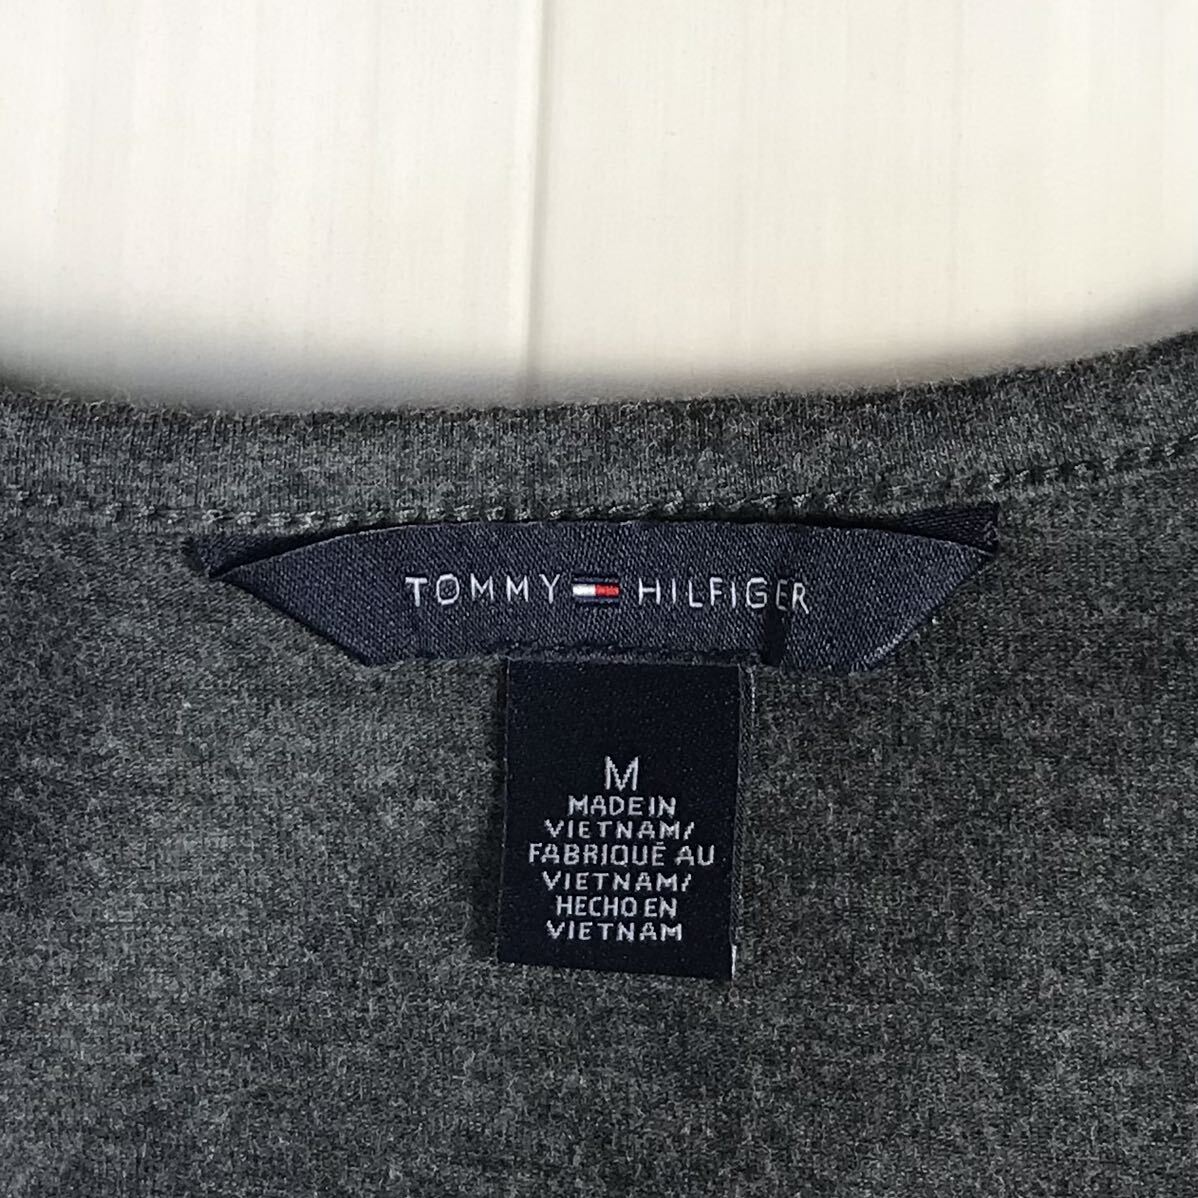 TOMMY HILFIGER
M
MADE IN
VIETNAM/
FABRIQUÉ AU
VIETNAM/
HECHO EN
VIETNAM